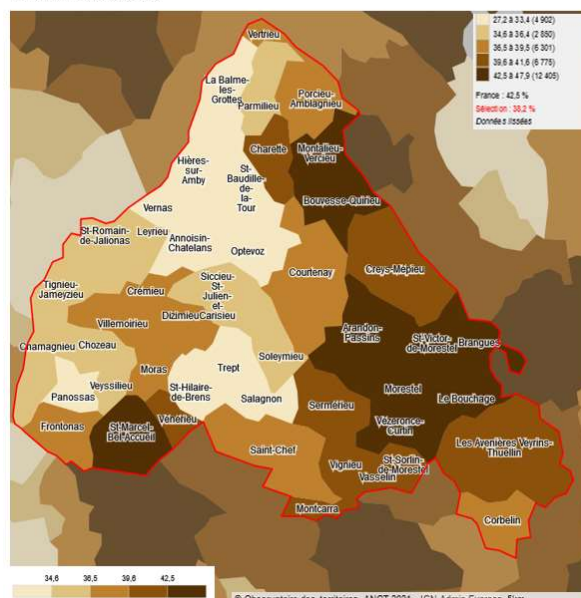 27,2 à 33,4 (4 902)
34,6 à 36,4 (2 850)
36,5 à 39,5 (6 301)
39,6 à 41,6 (6 775)
42,5 à 47,9 (12 405)
France : 42,5 %
Sélection : 38,2 %
Données lissées
Vertrieu
La Balme-
les-
Grottes
Parmilieu
Porcieu-
Amblagnieu
Charette
Montalieu-
Vercieu
Hières-
sur-
Amby
St-
Baudille-
de-la-
Tour
Bouvesse-Quirieu
Vernas
St-Romain-
de-Jalionas
Leyrieu
Annoisin-
Chatelans
Optevoz
Courtenay
Creys-Mépieu
Siccieu-
St-
Julien-
et-
Carisieu
Tignieu-
Jameyzieu
Crémieu
Dizimieu
Villemoirieu
Arandon-
Passins
St-Victor-
de-Morestel
Brangues
Chamagnieu
Chozeau
Moras
Soleymieu
Trept
Veyssilieu
Panossas
St-Hilaire-
de-Brens
Salagnon
Morestel
Le Bouchage
Sermérieu
Vézeronce-
Curtin
Frontonas
St-Marcel-
Bel-Accueil
Vénérieu
Saint-Chef
Les Avenières Veyrins-
Thuellin
Vignieu
St-Sorlin-
de-Morestel
Vasselin
Montcarra
Corbelin
34,6 36,5 39,6 42,5
© Observatoire des territoires, ANCT 2021 - IGN Admin Express 5km